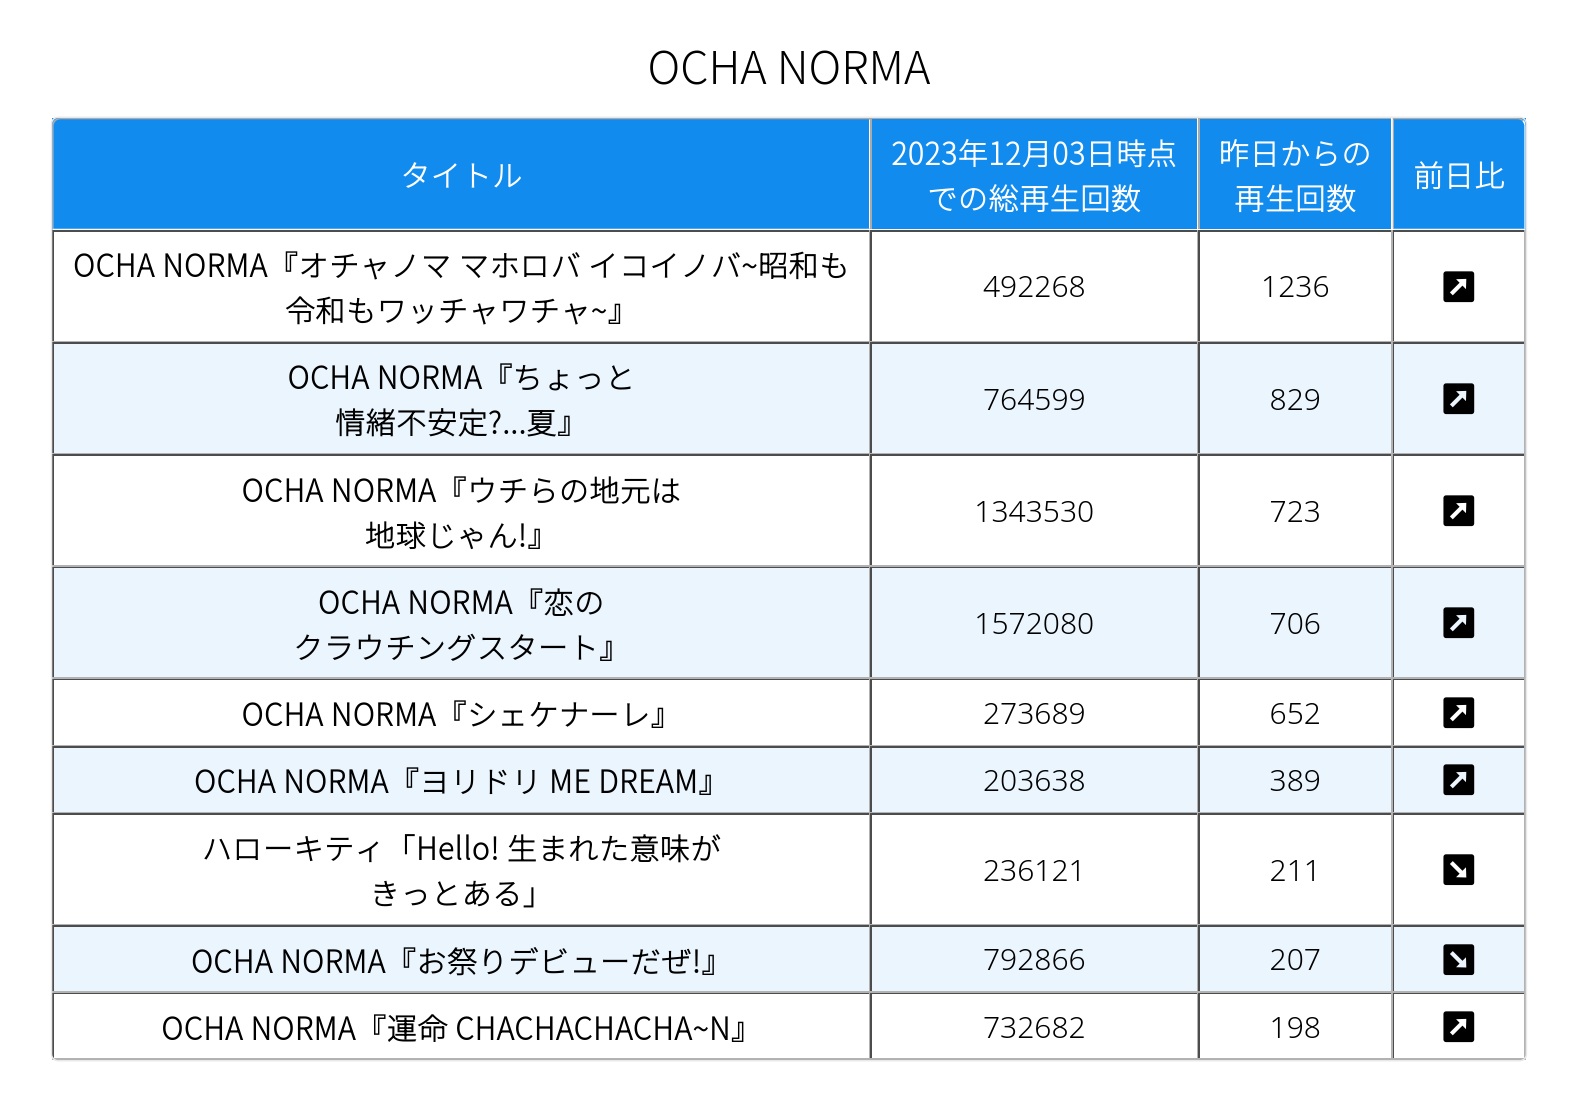 OCHA NORMA
タイトル
2023年12月03日時点
での総再生回数
昨日からの
再生回数
前日比
OCHA NORMA『オチャノマ マホロバ イコイノバ~昭和も
令和もワッチャワチャ~』
492268
1236
OCHA NORMA『ちょっと
情緒不安定?...夏』
764599
829
OCHA NORMA『ウチらの地元は
地球じゃん!』
1343530
723
OCHA NORMA『恋の
クラウチングスタート』
1572080
706
OCHA NORMA『シェケナーレ』
273689
652
OCHA NORMA『ヨリドリ ME DREAM』
203638
389
ハローキティ「Hello! 生まれた意味が
きっとある」
236121
211
OCHA NORMA『お祭りデビューだぜ!』
792866
207
OCHA NORMA『運命 CHACHACHACHA~N』
732682
198